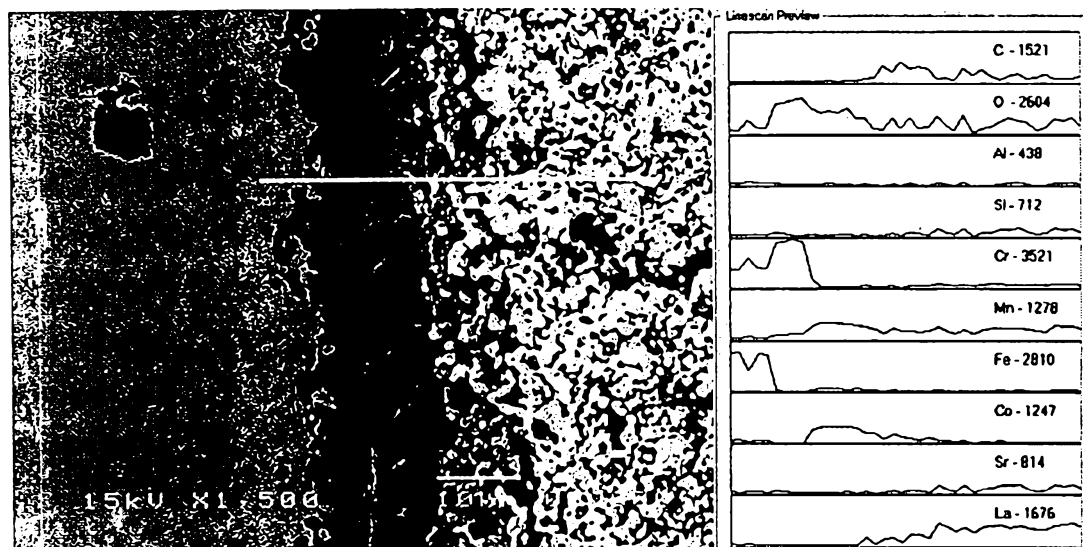 Linescan Preview
C - 1521
O - 2604
Al - 438
Si - 712
Cr - 3521
Mn - 1278
Fe - 2810
Co - 1247
Sr - 814
La - 1676
15kV X1,500